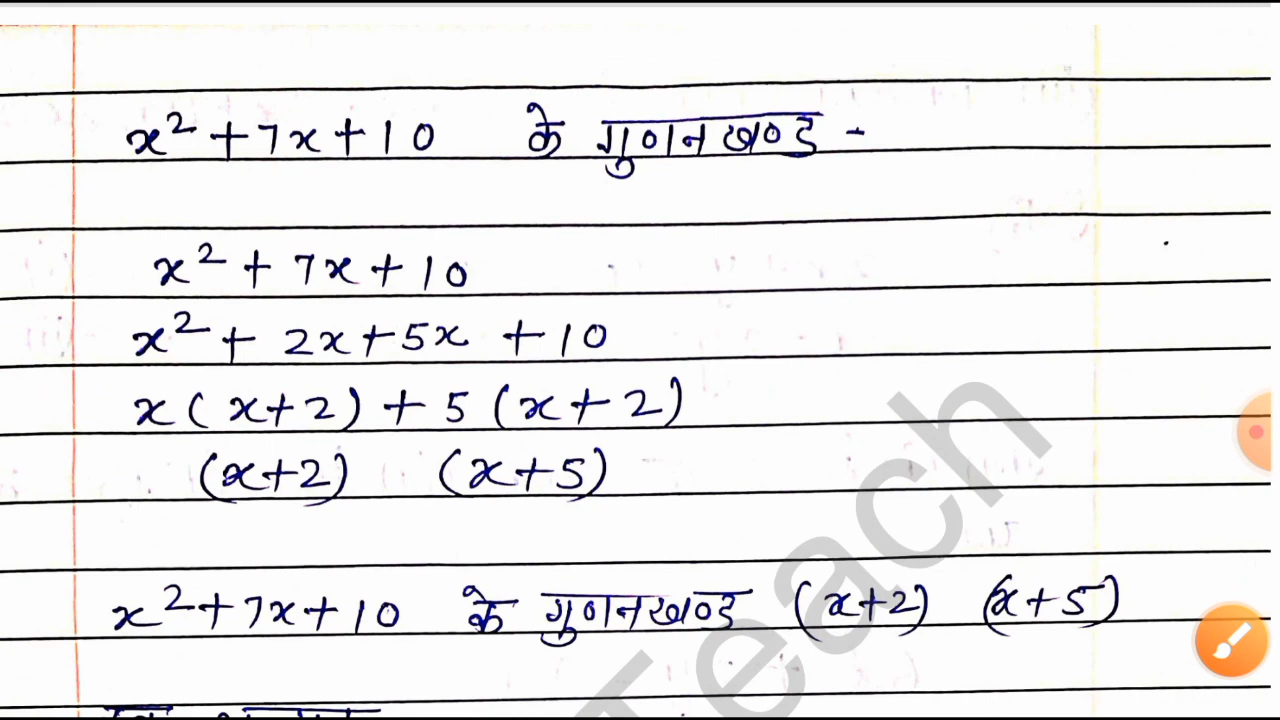 x² + 7x + 10 के गुणनखण्ड -
x² + 7x + 10
x² + 2x + 5x + 10
x ( x + 2 ) + 5 ( x + 2 )
( x + 2 ) ( x + 5 )
x² + 7x + 10 के गुणनखण्ड ( x + 2 ) ( x + 5 )
Teach